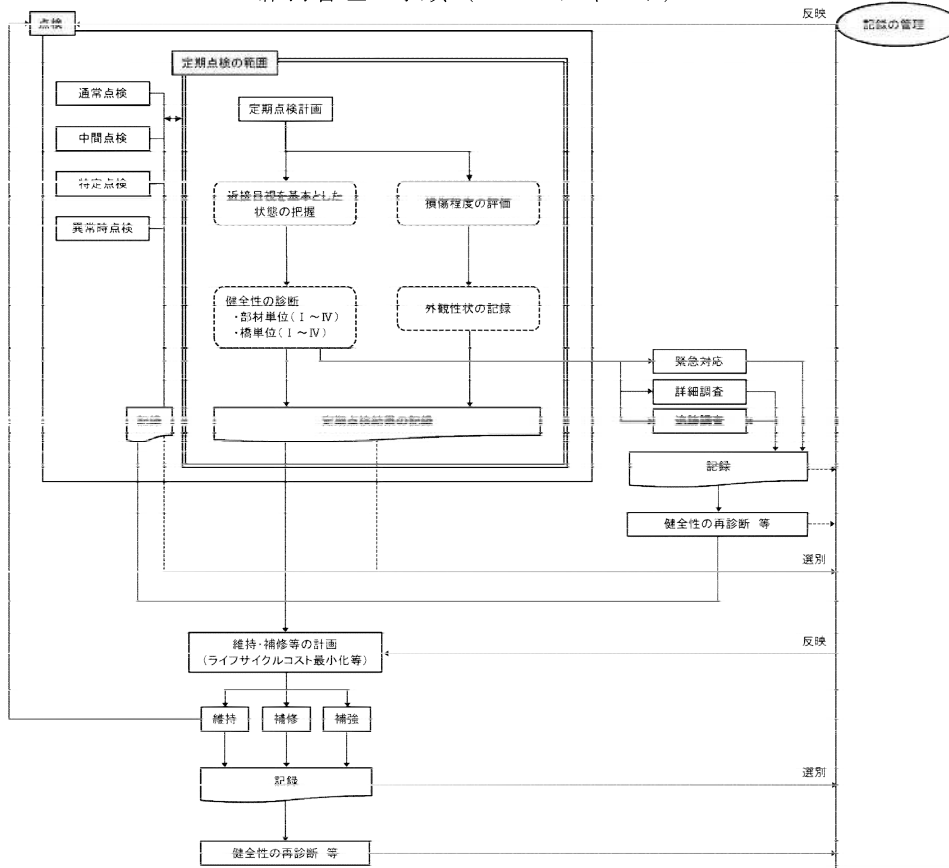 点検
反映
記録の管理
定期点検の範囲
通常点検
定期点検計画
中間点検
特定点検
近接目視を基本とした
状態の把握
損傷程度の評価
異常時点検
健全性の診断
・部材単位(Ⅰ~Ⅳ)
・橋単位(Ⅰ~Ⅳ)
外観性状の記録
緊急対応
詳細調査
追跡調査
記録
定期点検結果の記録
記録
健全性の再診断 等
選別
維持・補修等の計画
(ライフサイクルコスト最小化等)
反映
維持
補修
補強
記録
選別
健全性の再診断 等